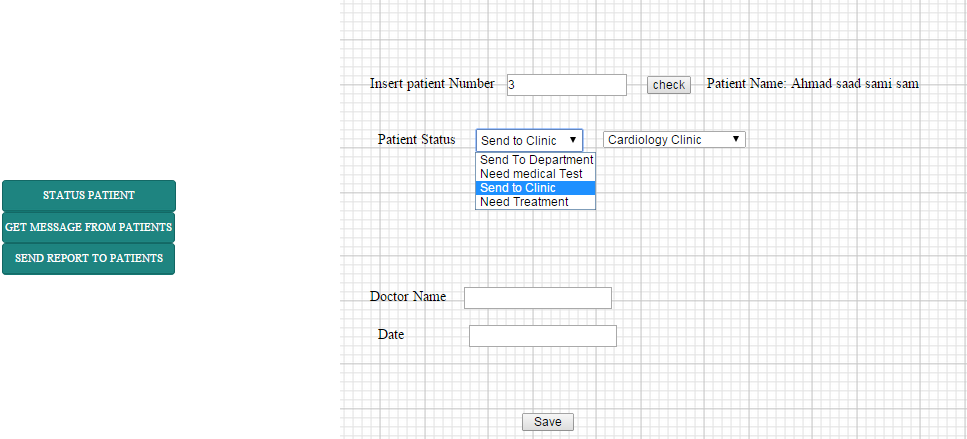 Insert patient Number 3 check Patient Name: Ahmad saad sami sam
Patient Status Send to Clinic Cardiology Clinic
Send To Department
Need medical Test
Send to Clinic
Need Treatment
STATUS PATIENT
GET MESSAGE FROM PATIENTS
SEND REPORT TO PATIENTS
Doctor Name
Date
Save